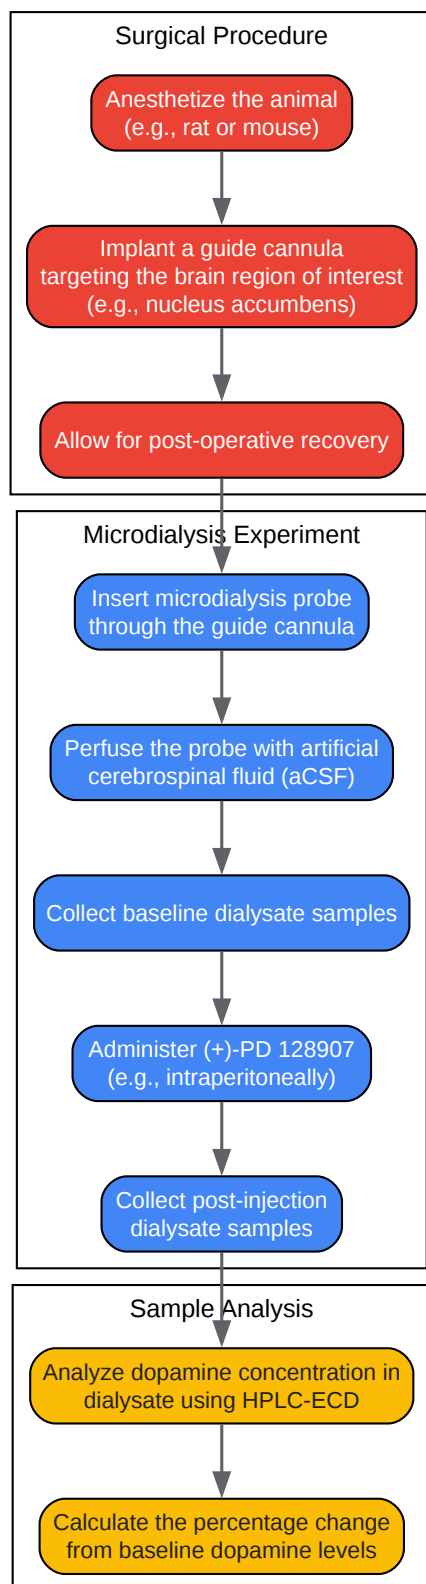 Surgical Procedure
Anesthetize the animal
(e.g., rat or mouse)
Implant a guide cannula
targeting the brain region of interest
(e.g., nucleus accumbens)
Allow for post-operative recovery
Microdialysis Experiment
Insert microdialysis probe
through the guide cannula
Perfuse the probe with artificial
cerebrospinal fluid (aCSF)
Collect baseline dialysate samples
Administer (+)-PD 128907
(e.g., intraperitoneally)
Collect post-injection
dialysate samples
Sample Analysis
Analyze dopamine concentration in
dialysate using HPLC-ECD
Calculate the percentage change
from baseline dopamine levels